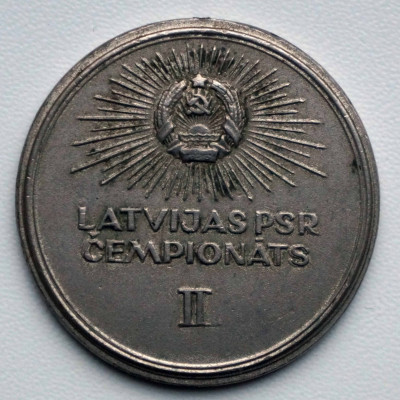 LATVIJAS PSR
ČEMPIONĀTS
II